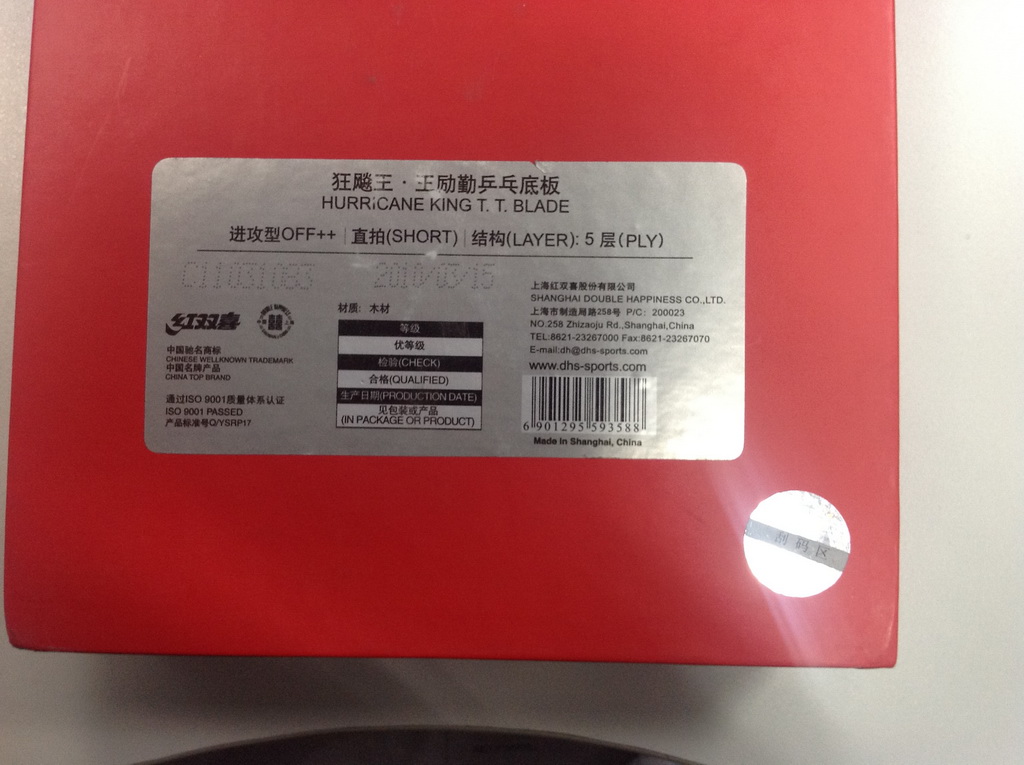 狂飚王·王励勤乒乓底板
HURRICANE KING T. T. BLADE
进攻型OFF++ | 直拍(SHORT) | 结构(LAYER): 5 层(PLY)
2010/03/15
红双喜
中国驰名商标
CHINESE WELLKNOWN TRADEMARK
中国名牌产品
CHINA TOP BRAND
通过ISO 9001质量体系认证
ISO 9001 PASSED
产品标准号Q/YSRP17
材质: 木材
等级
优等级
检验(CHECK)
合格(QUALIFIED)
生产日期(PRODUCTION DATE)
见包装或产品
(IN PACKAGE OR PRODUCT)
上海红双喜股份有限公司
SHANGHAI DOUBLE HAPPINESS CO.,LTD.
上海市制造局路258号 P/C: 200023
NO.258 Zhizaoju Rd.,Shanghai,China
TEL:8621-23267000 Fax:8621-23267070
E-mail:dh@dhs-sports.com
www.dhs-sports.com
6 901295 593588
Made in Shanghai, China
刮码区